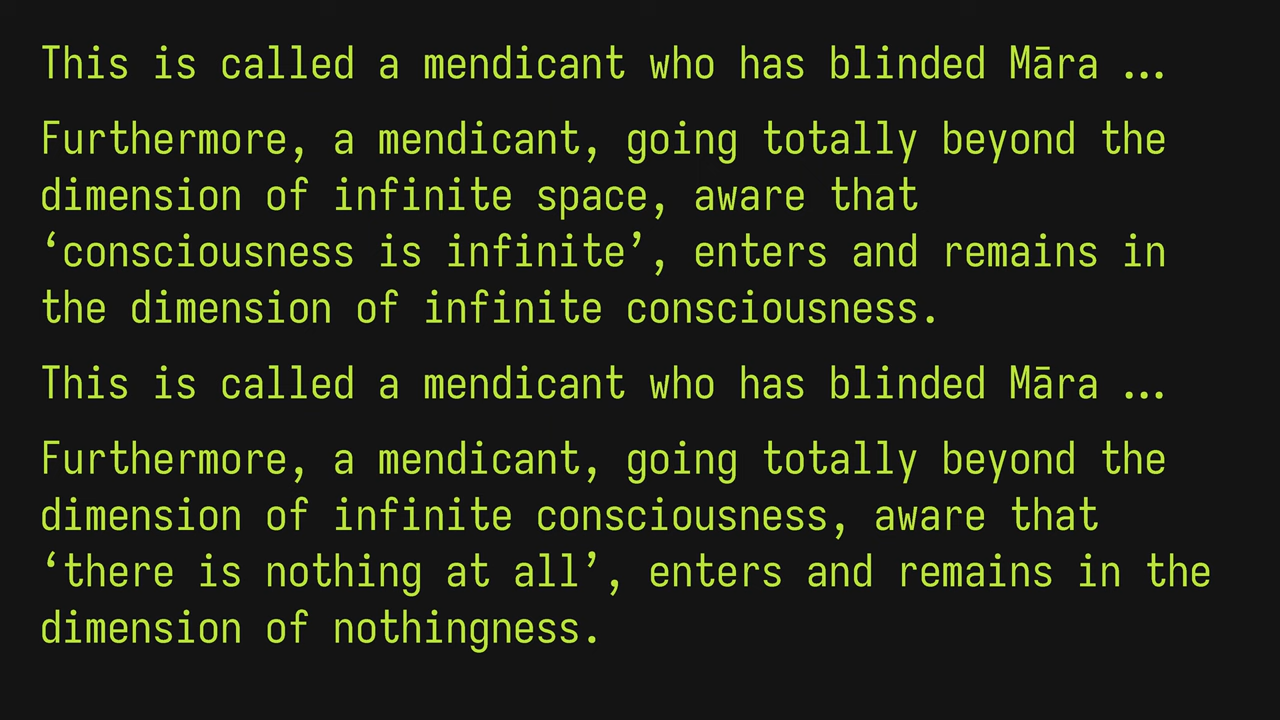 This is called a mendicant who has blinded Māra …
Furthermore, a mendicant, going totally beyond the
dimension of infinite space, aware that
‘consciousness is infinite’, enters and remains in
the dimension of infinite consciousness.
This is called a mendicant who has blinded Māra …
Furthermore, a mendicant, going totally beyond the
dimension of infinite consciousness, aware that
‘there is nothing at all’, enters and remains in the
dimension of nothingness.